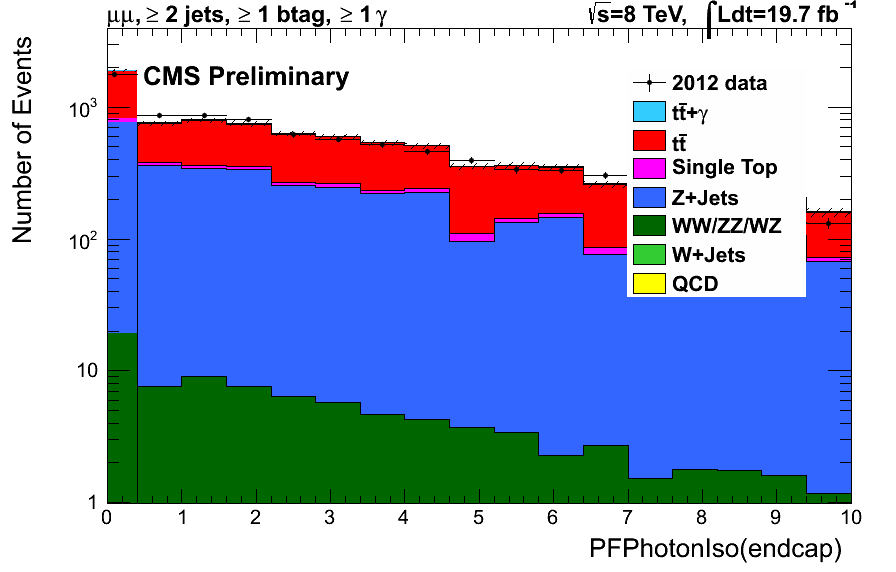 μμ, ≥ 2 jets, ≥ 1 btag, ≥ 1 γ
√s=8 TeV, ∫Ldt=19.7 fb⁻¹
CMS Preliminary
Number of Events
10³
10²
10
1
2012 data
tt̄+γ
tt̄
Single Top
Z+Jets
WW/ZZ/WZ
W+Jets
QCD
0 1 2 3 4 5 6 7 8 9 10
PFPhotonIso(endcap)